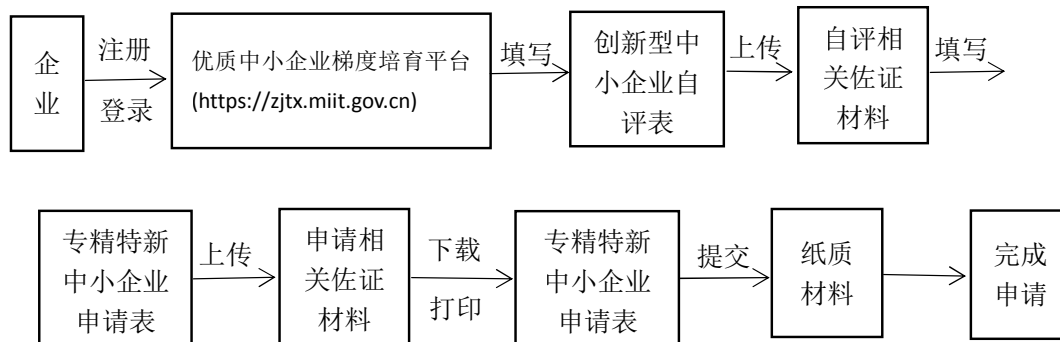 企
业
注册
登录
优质中小企业梯度培育平台
(https://zjtx.miit.gov.cn)
填写
创新型中
小企业自
评表
上传
自评相
关佐证
材料
填写
专精特新
中小企业
申请表
上传
申请相
关佐证
材料
下载
打印
专精特新
中小企业
申请表
提交
纸质
材料
完成
申请